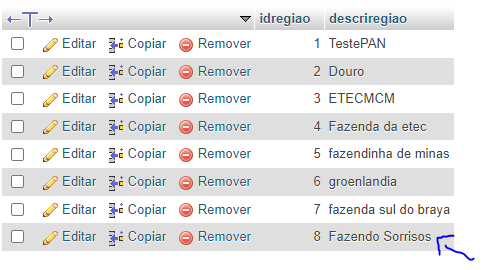 idregiao descriregiao
Editar Copiar Remover 1 TestePAN
Editar Copiar Remover 2 Douro
Editar Copiar Remover 3 ETECMCM
Editar Copiar Remover 4 Fazenda da etec
Editar Copiar Remover 5 fazendinha de minas
Editar Copiar Remover 6 groenlandia
Editar Copiar Remover 7 fazenda sul do braya
Editar Copiar Remover 8 Fazendo Sorrisos